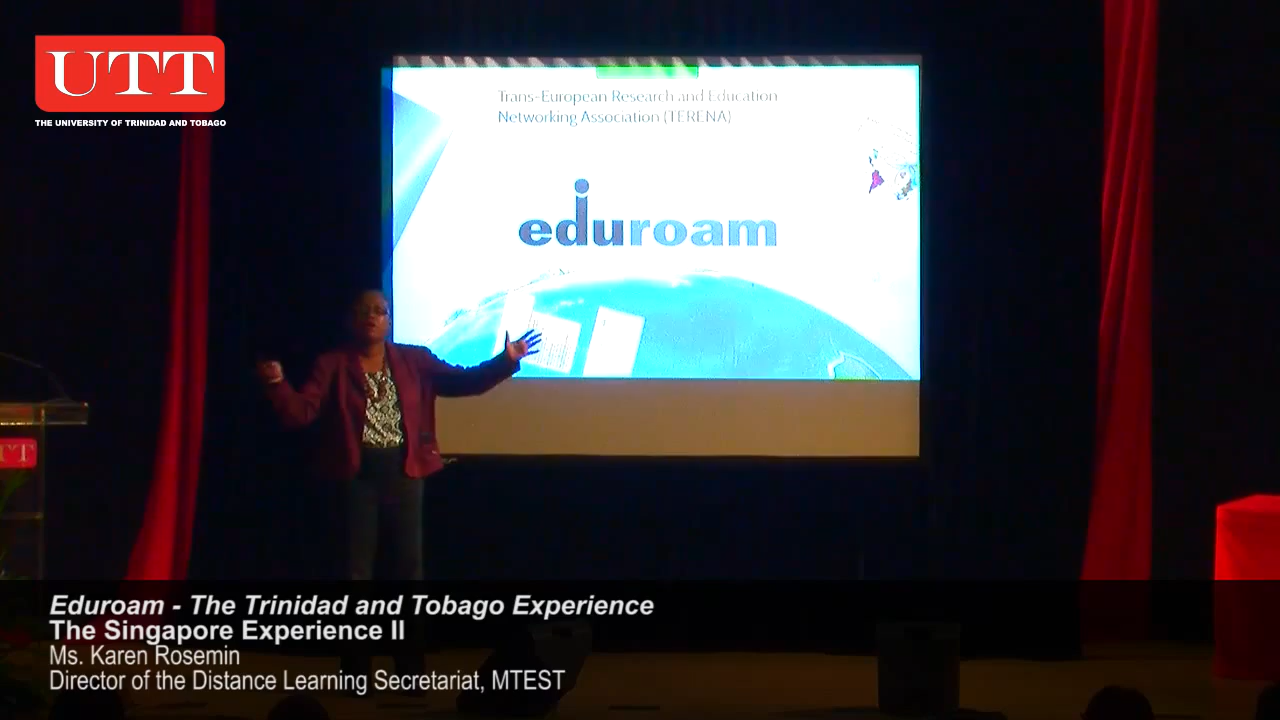 UTT
THE UNIVERSITY OF TRINIDAD AND TOBAGO
Trans-European Research and Education
Networking Association (TERENA)
eduroam
TT
Eduroam - The Trinidad and Tobago Experience
The Singapore Experience II
Ms. Karen Rosemin
Director of the Distance Learning Secretariat, MTEST